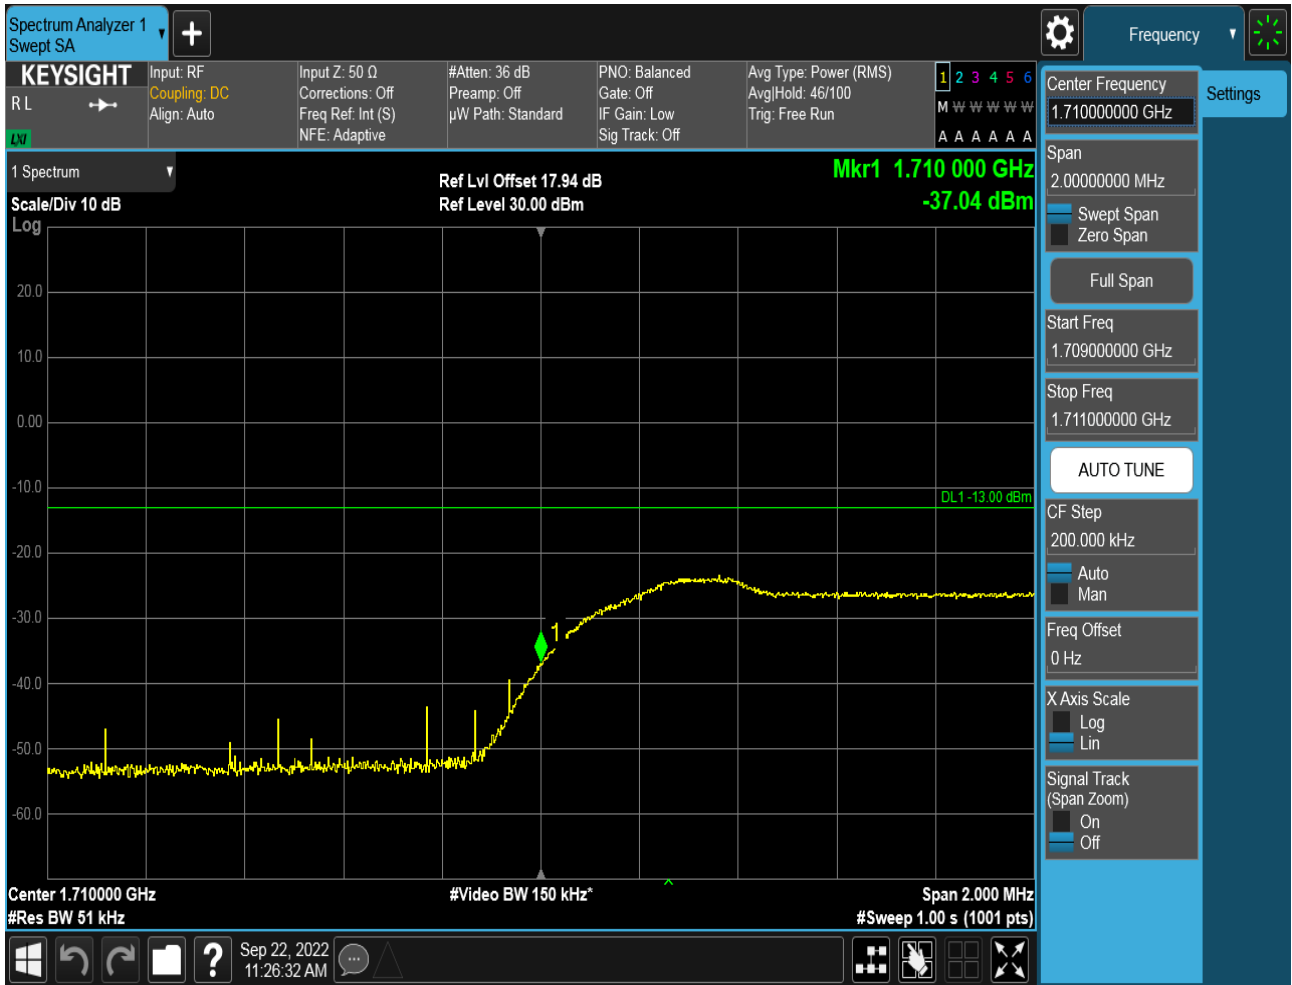 Spectrum Analyzer 1
Swept SA
+
Frequency
KEYSIGHT
R L
LXI
Input: RF
Coupling: DC
Align: Auto
Input Z: 50 Ω
Corrections: Off
Freq Ref: Int (S)
NFE: Adaptive
#Atten: 36 dB
Preamp: Off
µW Path: Standard
PNO: Balanced
Gate: Off
IF Gain: Low
Sig Track: Off
Avg Type: Power (RMS)
Avg|Hold: 46/100
Trig: Free Run
1 2 3 4 5 6
M W W W W W
A A A A A A
1 Spectrum
Scale/Div 10 dB
Log
Ref Lvl Offset 17.94 dB
Ref Level 30.00 dBm
Mkr1 1.710 000 GHz
-37.04 dBm
20.0
10.0
0.00
-10.0
DL1 -13.00 dBm
-20.0
-30.0
1
-40.0
-50.0
-60.0
Center 1.710000 GHz
#Video BW 150 kHz*
Span 2.000 MHz
#Res BW 51 kHz
#Sweep 1.00 s (1001 pts)
Sep 22, 2022
11:26:32 AM
?
Center Frequency
1.710000000 GHz
Settings
Span
2.00000000 MHz
Swept Span
Zero Span
Full Span
Start Freq
1.709000000 GHz
Stop Freq
1.711000000 GHz
AUTO TUNE
CF Step
200.000 kHz
Auto
Man
Freq Offset
0 Hz
X Axis Scale
Log
Lin
Signal Track
(Span Zoom)
On
Off